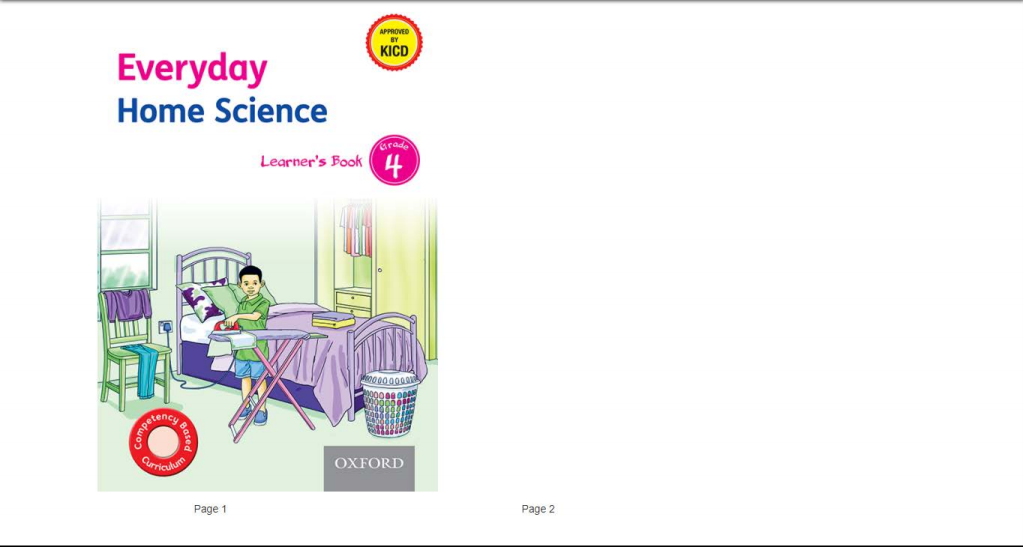 APPROVED
BY
KICD
Everyday
Home Science
Learner's Book
Grade
4
Competency Based
Curriculum
OXFORD
Page 1
Page 2